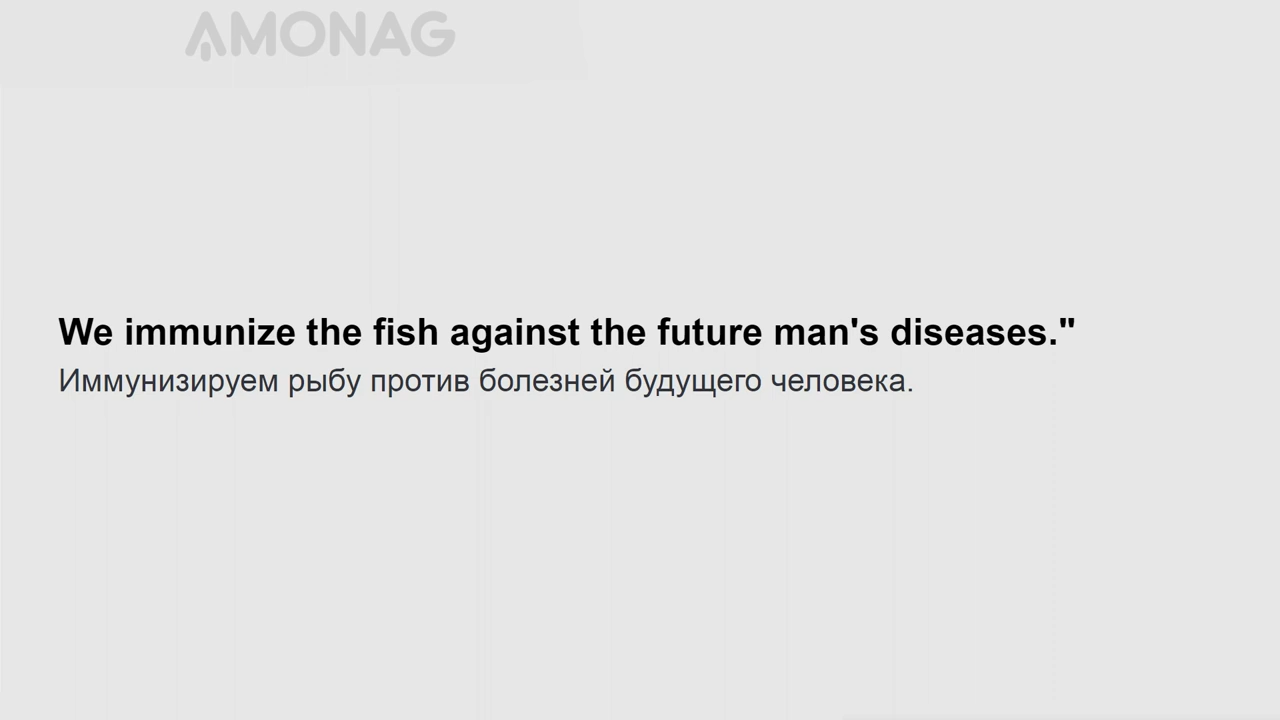 AMONAG
We immunize the fish against the future man's diseases."
Иммунизируем рыбу против болезней будущего человека.